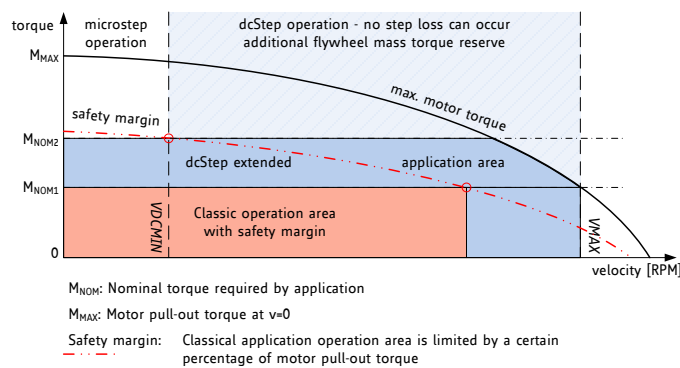 torque
microstep
operation
dcStep operation - no step loss can occur
additional flywheel mass torque reserve
MMAX
safety margin
max. motor torque
MNOM2
dcStep extended
application area
MNOM1
Classic operation area
with safety margin
VDCMIN
VMAX
0
velocity [RPM]
MNOM: Nominal torque required by application
MMAX: Motor pull-out torque at v=0
Safety margin: Classical application operation area is limited by a certain
percentage of motor pull-out torque